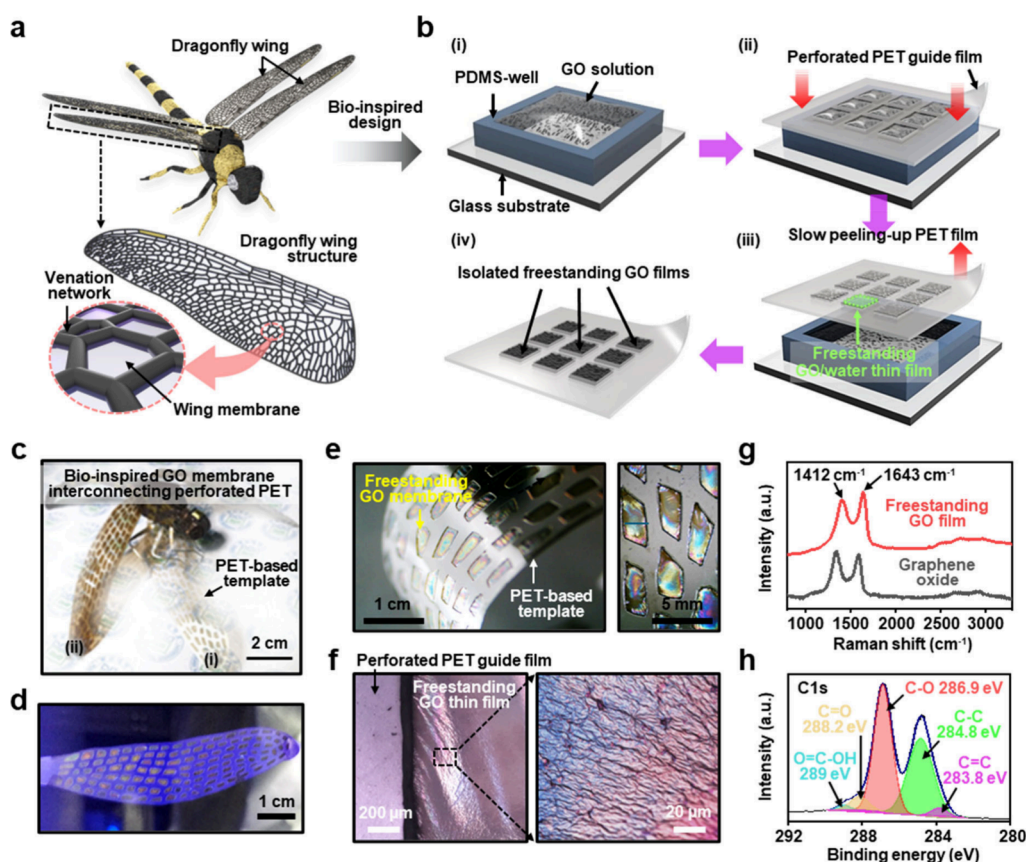 a
Dragonfly wing
Bio-inspired
design
Dragonfly wing
structure
Venation
network
Wing membrane
b
(i)
PDMS-well
GO solution
Glass substrate
(ii)
Perforated PET guide film
(iv)
Isolated freestanding GO films
Slow peeling-up PET film
(iii)
Freestanding
GO/water thin film
c
Bio-inspired GO membrane
interconnecting perforated PET
PET-based
template
(ii)
(i)
2 cm
d
1 cm
e
Freestanding
GO membrane
1 cm
PET-based
template
5 mm
f
Perforated PET guide film
Freestanding
GO thin film
200 µm
20 µm
g
1412 cm-1
1643 cm-1
Freestanding
GO film
Graphene
oxide
Intensity (a.u.)
1000 1500 2000 2500 3000
Raman shift (cm-1)
h
C1s
C-O 286.9 eV
C=O
288.2 eV
C-C
284.8 eV
O=C-OH
289 eV
C=C
283.8 eV
Intensity (a.u.)
292 288 284 280
Binding energy (eV)